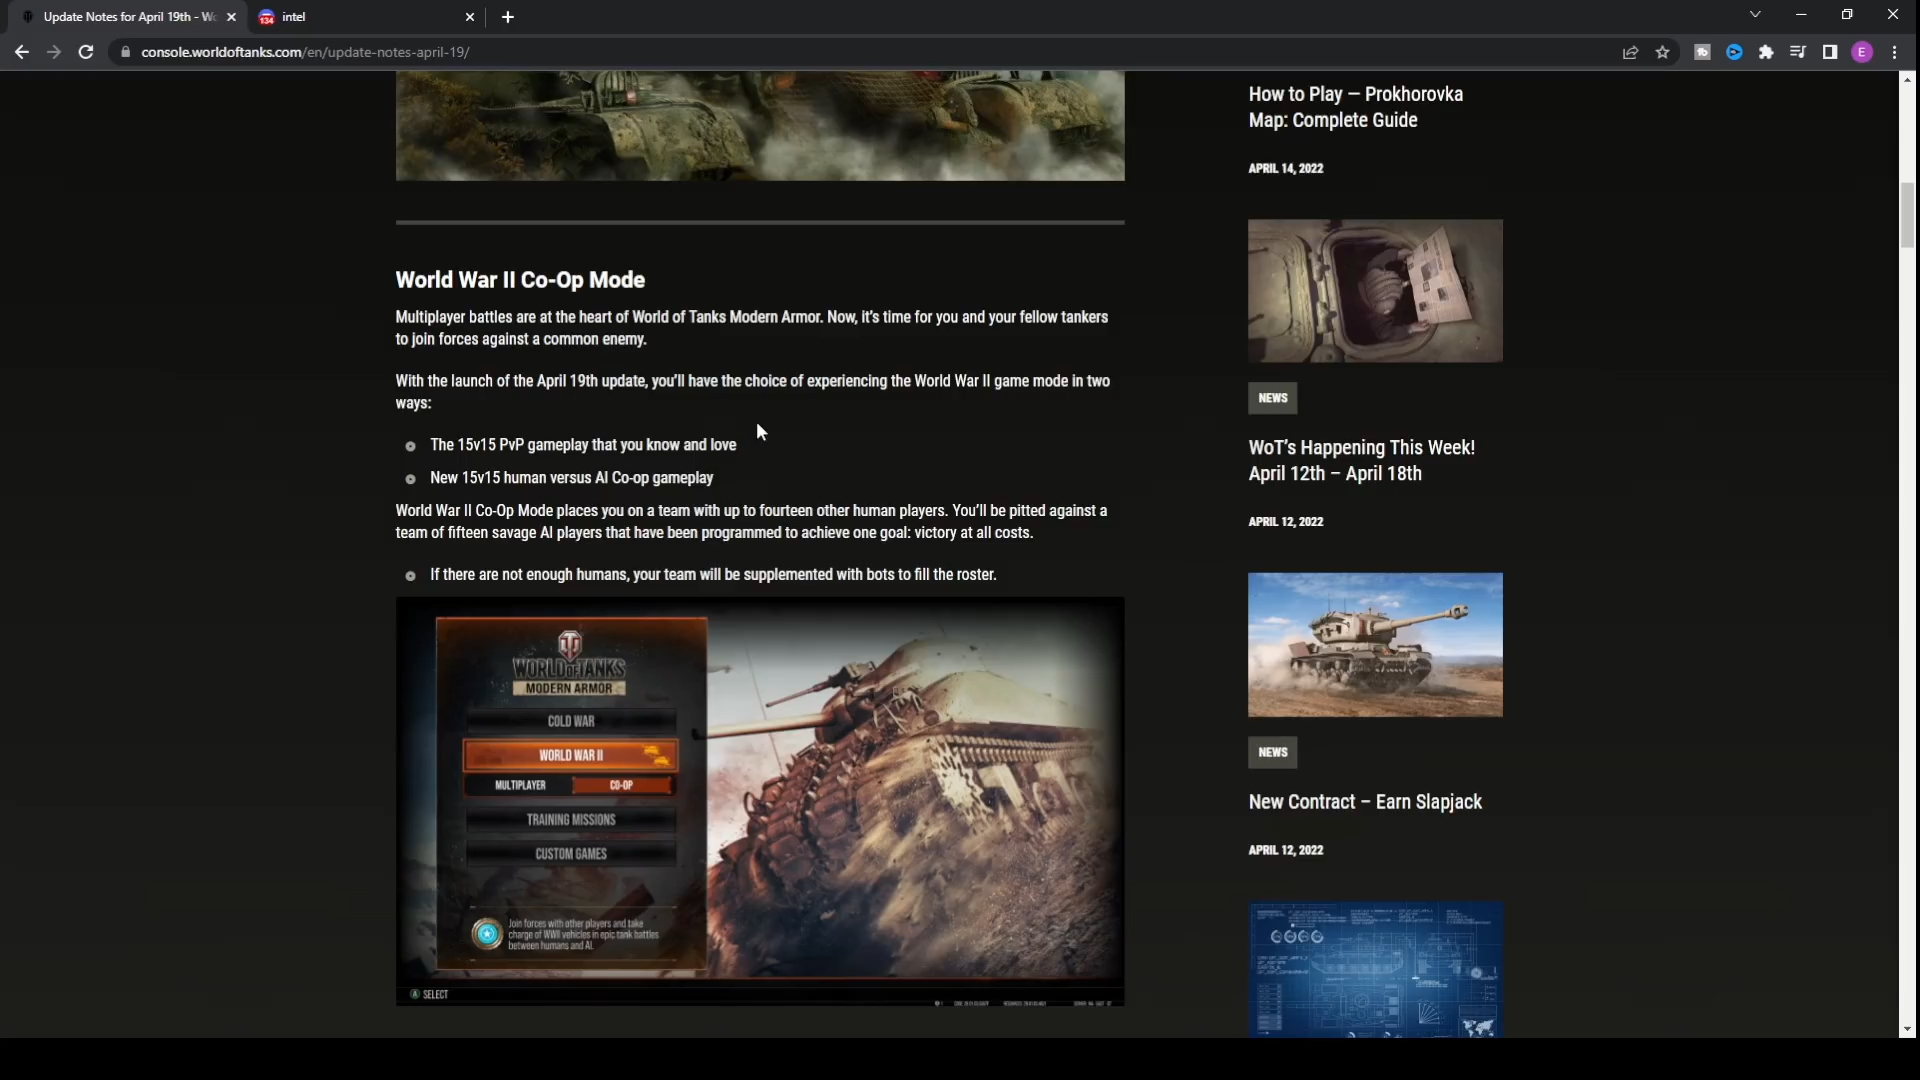 Update Notes for April 19th - Wo
134
intel
console.worldoftanks.com/en/update-notes-april-19/
E
How to Play – Prokhorovka
Map: Complete Guide
APRIL 14, 2022
World War II Co-Op Mode
Multiplayer battles are at the heart of World of Tanks Modern Armor. Now, it's time for you and your fellow tankers
to join forces against a common enemy.
With the launch of the April 19th update, you'll have the choice of experiencing the World War II game mode in two
ways:
The 15v15 PvP gameplay that you know and love
New 15v15 human versus AI Co-op gameplay
World War II Co-Op Mode places you on a team with up to fourteen other human players. You'll be pitted against a
team of fifteen savage AI players that have been programmed to achieve one goal: victory at all costs.
If there are not enough humans, your team will be supplemented with bots to fill the roster.
WORLD OF TANKS
MODERN ARMOR
COLD WAR
WORLD WAR II
MULTIPLAYER
CO-OP
TRAINING MISSIONS
CUSTOM GAMES
Join forces with other players and take
charge of WWII vehicles in epic tank battles
between humans and AI.
SELECT
NEWS
WoT's Happening This Week!
April 12th – April 18th
APRIL 12, 2022
NEWS
New Contract – Earn Slapjack
APRIL 12, 2022